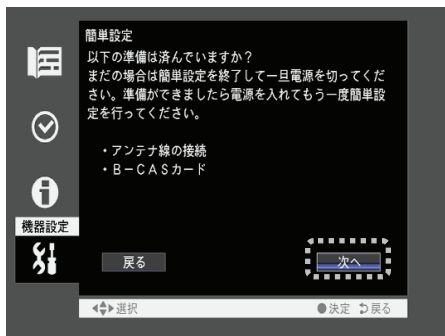 簡単設定
以下の準備は済んでいますか？
まだの場合は簡単設定を終了して一旦電源を切ってくだ
さい。準備ができましたら電源を入れてもう一度簡単設
定を行ってください。
・アンテナ線の接続
・Ｂ－ＣＡＳカード
機器設定
戻る
次へ
選択
決定 戻る